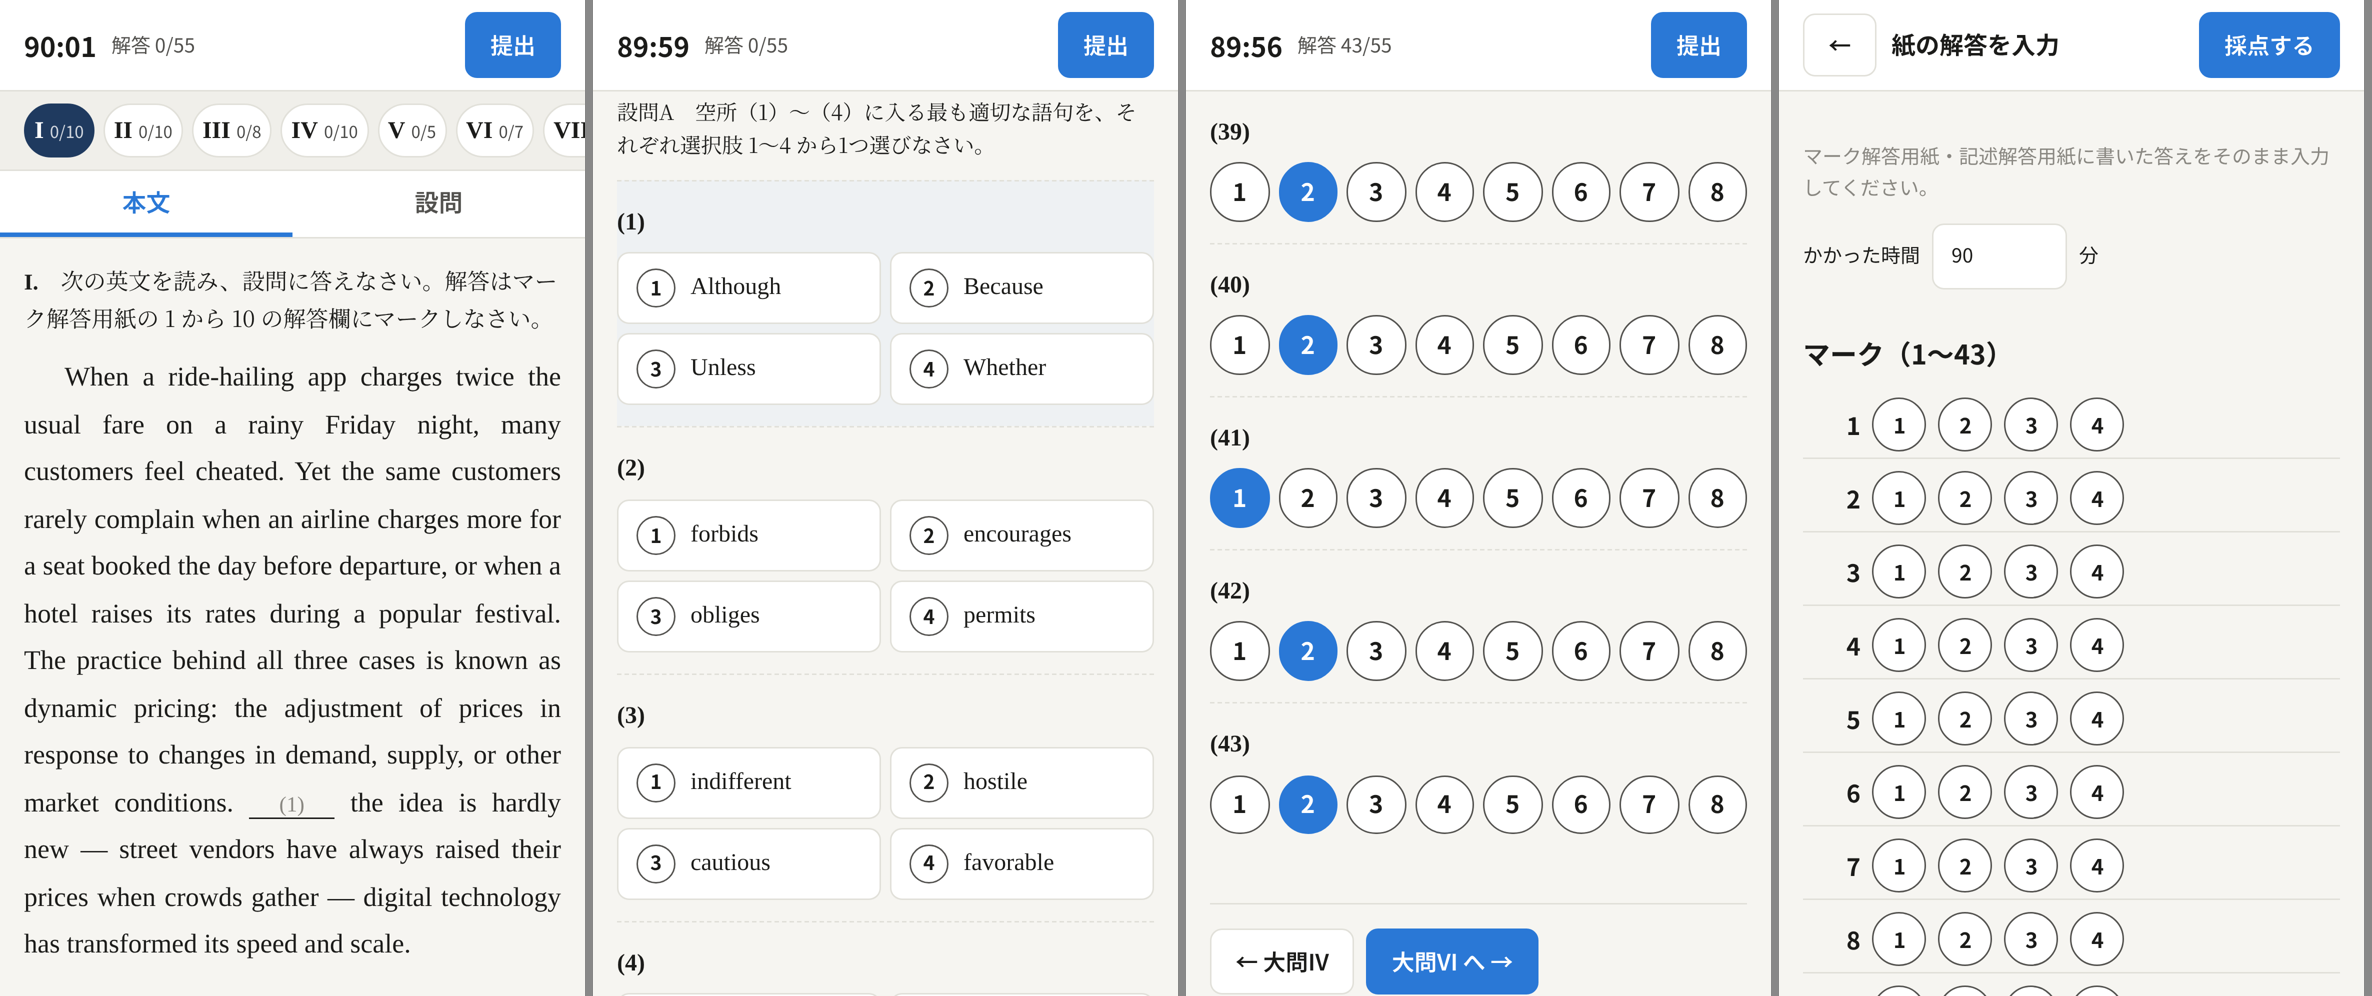 90:01 解答 0/55 提出
I 0/10 II 0/10 III 0/8 IV 0/10 V 0/5 VI 0/7 VII
本文 設問
I. 次の英文を読み、設問に答えなさい。解答はマー
ク解答用紙の 1 から 10 の解答欄にマークしなさい。
When a ride-hailing app charges twice the
usual fare on a rainy Friday night, many
customers feel cheated. Yet the same customers
rarely complain when an airline charges more for
a seat booked the day before departure, or when a
hotel raises its rates during a popular festival.
The practice behind all three cases is known as
dynamic pricing: the adjustment of prices in
response to changes in demand, supply, or other
market conditions. (1) the idea is hardly
new — street vendors have always raised their
prices when crowds gather — digital technology
has transformed its speed and scale.
89:59 解答 0/55 提出
設問A 空所（1）～（4）に入る最も適切な語句を、そ
れぞれ選択肢 1～4 から1つ選びなさい。
(1)
1 Although 2 Because
3 Unless 4 Whether
(2)
1 forbids 2 encourages
3 obliges 4 permits
(3)
1 indifferent 2 hostile
3 cautious 4 favorable
(4)
89:56 解答 43/55 提出
(39)
1 2 3 4 5 6 7 8
(40)
1 2 3 4 5 6 7 8
(41)
1 2 3 4 5 6 7 8
(42)
1 2 3 4 5 6 7 8
(43)
1 2 3 4 5 6 7 8
← 大問IV 大問VI へ →
← 紙の解答を入力 採点する
マーク解答用紙・記述解答用紙に書いた答えをそのまま入力
してください。
かかった時間 90 分
マーク（1～43）
1 1 2 3 4
2 1 2 3 4
3 1 2 3 4
4 1 2 3 4
5 1 2 3 4
6 1 2 3 4
7 1 2 3 4
8 1 2 3 4